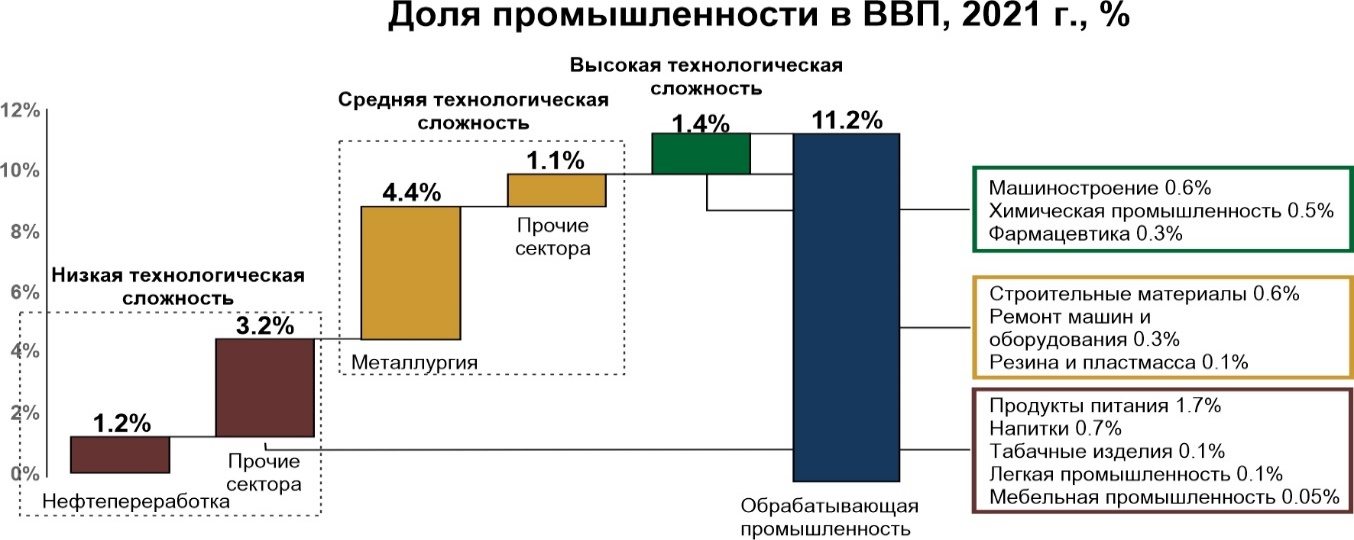 Доля промышленности в ВВП, 2021 г., %
Высокая технологическая
сложность
Средняя технологическая
сложность
Низкая технологическая
сложность
12%
10%
8%
6%
4%
2%
0%
1.2%
Нефтепереработка
3.2%
Прочие
сектора
4.4%
Металлургия
1.1%
Прочие
сектора
1.4%
11.2%
Обрабатывающая
промышленность
Машиностроение 0.6%
Химическая промышленность 0.5%
Фармацевтика 0.3%
Строительные материалы 0.6%
Ремонт машин и
оборудования 0.3%
Резина и пластмасса 0.1%
Продукты питания 1.7%
Напитки 0.7%
Табачные изделия 0.1%
Легкая промышленность 0.1%
Мебельная промышленность 0.05%